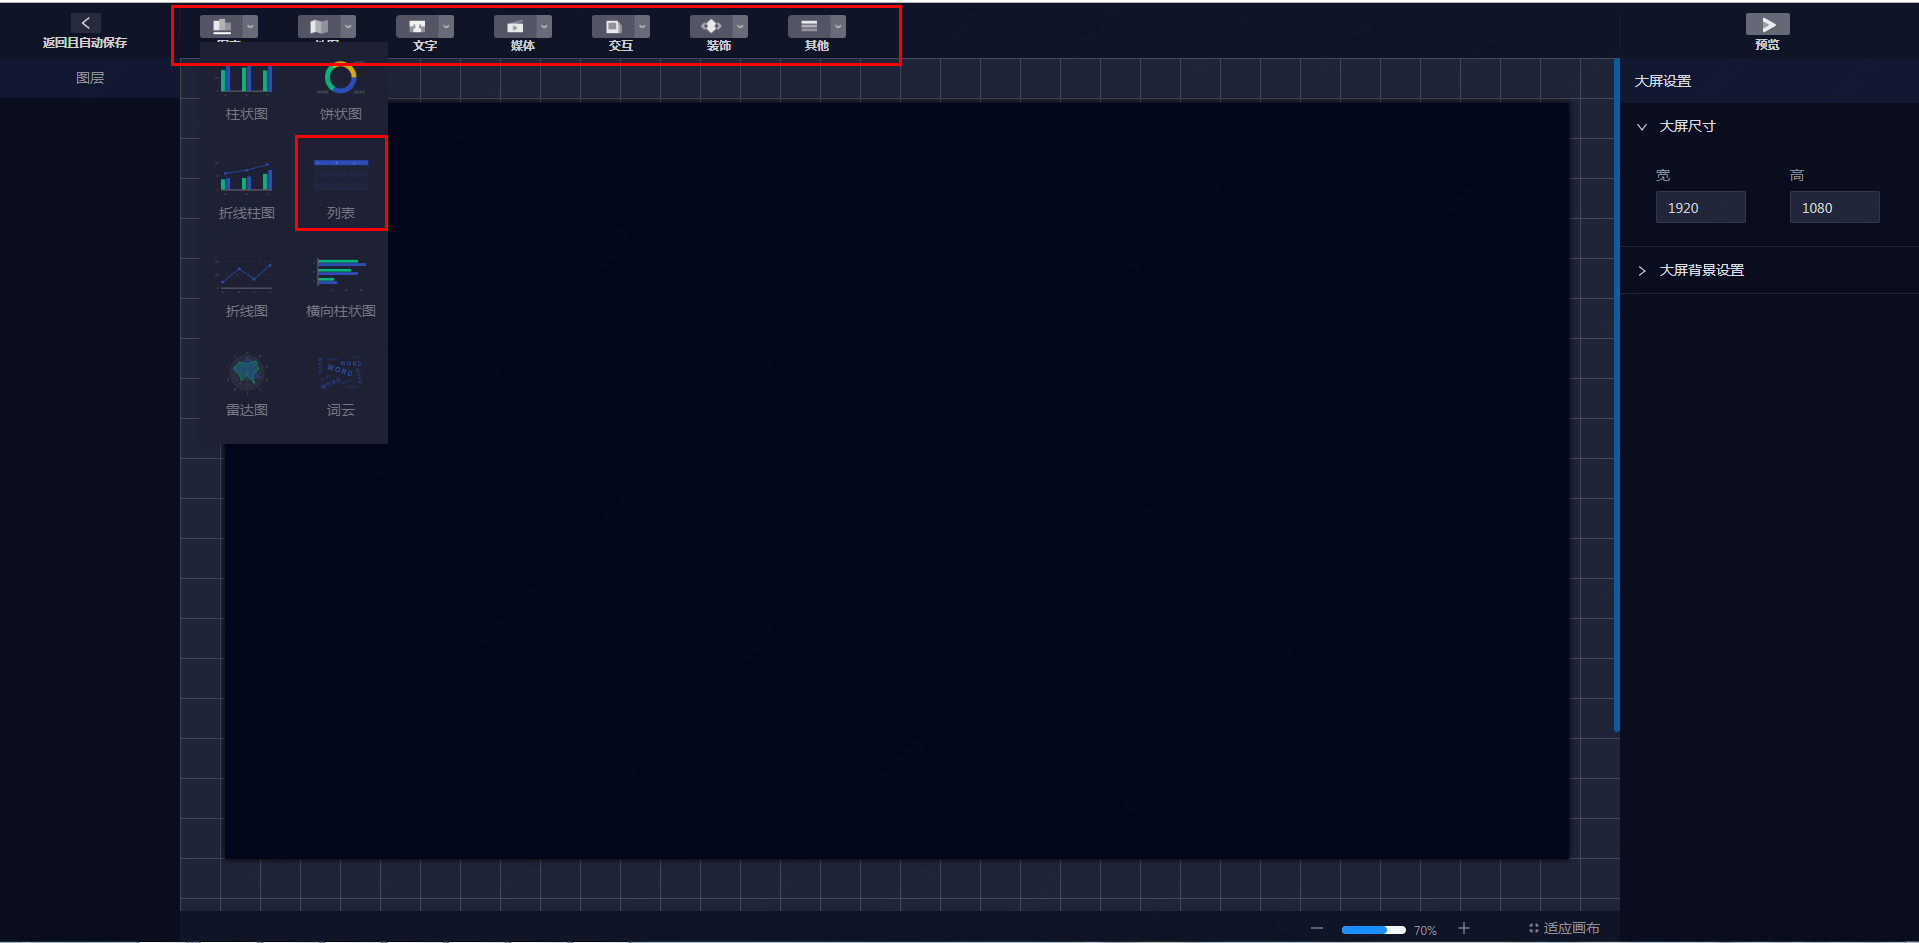 返回且自动保存
文字
媒体
交互
装饰
其他
预览
图层
柱状图
饼状图
折线柱图
列表
折线图
横向柱状图
雷达图
词云
WORD
WORD
WORD
大屏设置
大屏尺寸
宽
高
1920
1080
大屏背景设置
70%
适应画布